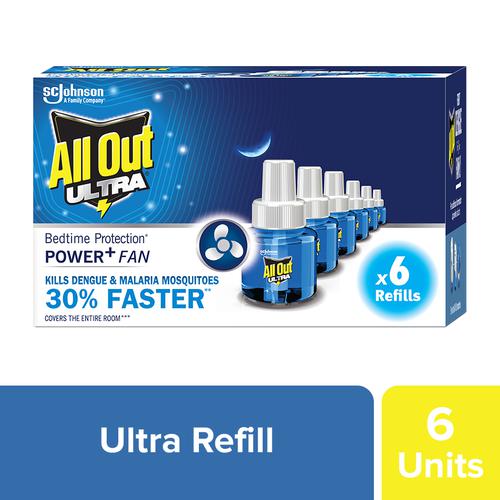 SC Johnson
A Family Company
All Out
ULTRA
Bedtime Protection*
POWER+ FAN
KILLS DENGUE & MALARIA MOSQUITOES
30% FASTER**
COVERS THE ENTIRE ROOM***
All Out
ULTRA
x6
Refills
Ultra Refill
6
Units